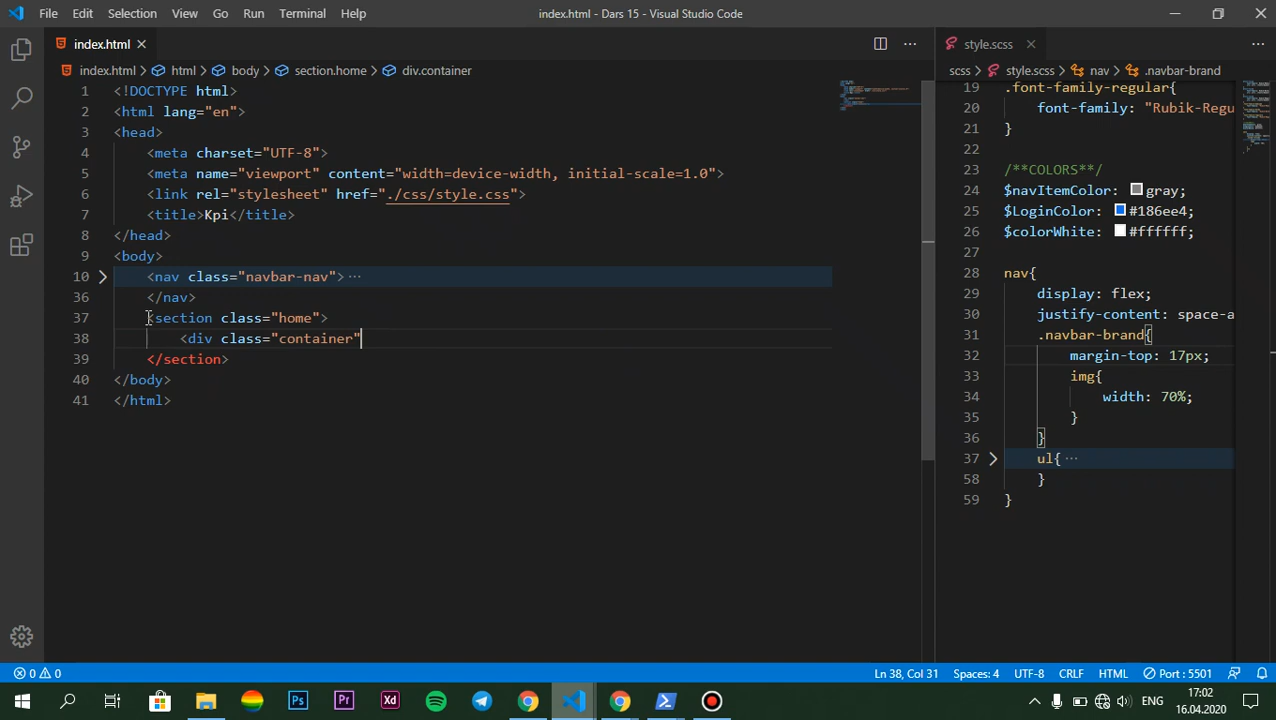 File Edit Selection View Go Run Terminal Help
index.html - Dars 15 - Visual Studio Code
index.html
index.html > html > body > section.home > div.container
1 <!DOCTYPE html>
2 <html lang="en">
3 <head>
4 <meta charset="UTF-8">
5 <meta name="viewport" content="width=device-width, initial-scale=1.0">
6 <link rel="stylesheet" href="./css/style.css">
7 <title>Kpi</title>
8 </head>
9 <body>
10 <nav class="navbar-nav"> ...
36 </nav>
37 <section class="home">
38 <div class="container"
39 </section>
40 </body>
41 </html>
style.scss
scss > style.scss > nav > .navbar-brand
19 .font-family-regular{
20 font-family: "Rubik-Regu
21 }
22
23 /**COLORS**/
24 $navItemColor: gray;
25 $LoginColor: #186ee4;
26 $colorWhite: #ffffff;
27
28 nav{
29 display: flex;
30 justify-content: space-a
31 .navbar-brand{
32 margin-top: 17px;
33 img{
34 width: 70%;
35 }
36 }
37 ul{ ...
58 }
59 }
0 0
Ln 38, Col 31
Spaces: 4
UTF-8
CRLF
HTML
Port : 5501
Ps
Pr
Xd
ENG
17:02
16.04.2020